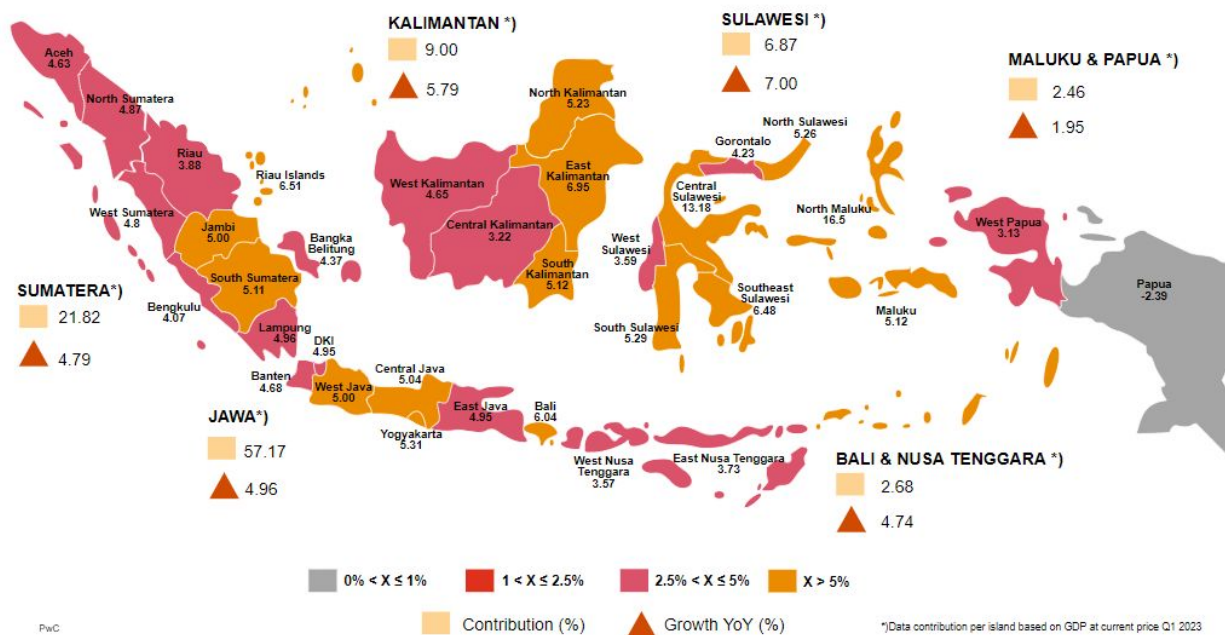 KALIMANTAN *)
9.00
5.79
SULAWESI *)
6.87
7.00
MALUKU & PAPUA *)
2.46
1.95
Aceh
4.63
North Sumatera
4.87
Riau
3.88
Riau Islands
6.51
West Sumatera
4.8
Jambi
5.00
Bangka
Belitung
4.37
South Sumatera
5.11
Bengkulu
4.07
Lampung
4.96
SUMATERA*)
21.82
4.79
North Kalimantan
5.23
East
Kalimantan
6.95
West Kalimantan
4.65
Central Kalimantan
3.22
South
Kalimantan
5.12
North Sulawesi
5.26
Gorontalo
4.23
Central
Sulawesi
13.18
West
Sulawesi
3.59
Southeast
Sulawesi
6.48
South Sulawesi
5.29
North Maluku
16.5
Maluku
5.12
West Papua
3.13
Papua
-2.39
DKI
4.95
Banten
4.68
West Java
5.00
Central Java
5.04
Yogyakarta
5.31
East Java
4.95
Bali
6.04
West Nusa
Tenggara
3.57
East Nusa Tenggara
3.73
JAWA*)
57.17
4.96
BALI & NUSA TENGGARA *)
2.68
4.74
0% < X ≤ 1%
1 < X ≤ 2.5%
2.5% < X ≤ 5%
X > 5%
Contribution (%)
Growth YoY (%)
PwC
*)Data contribution per island based on GDP at current price Q1 2023